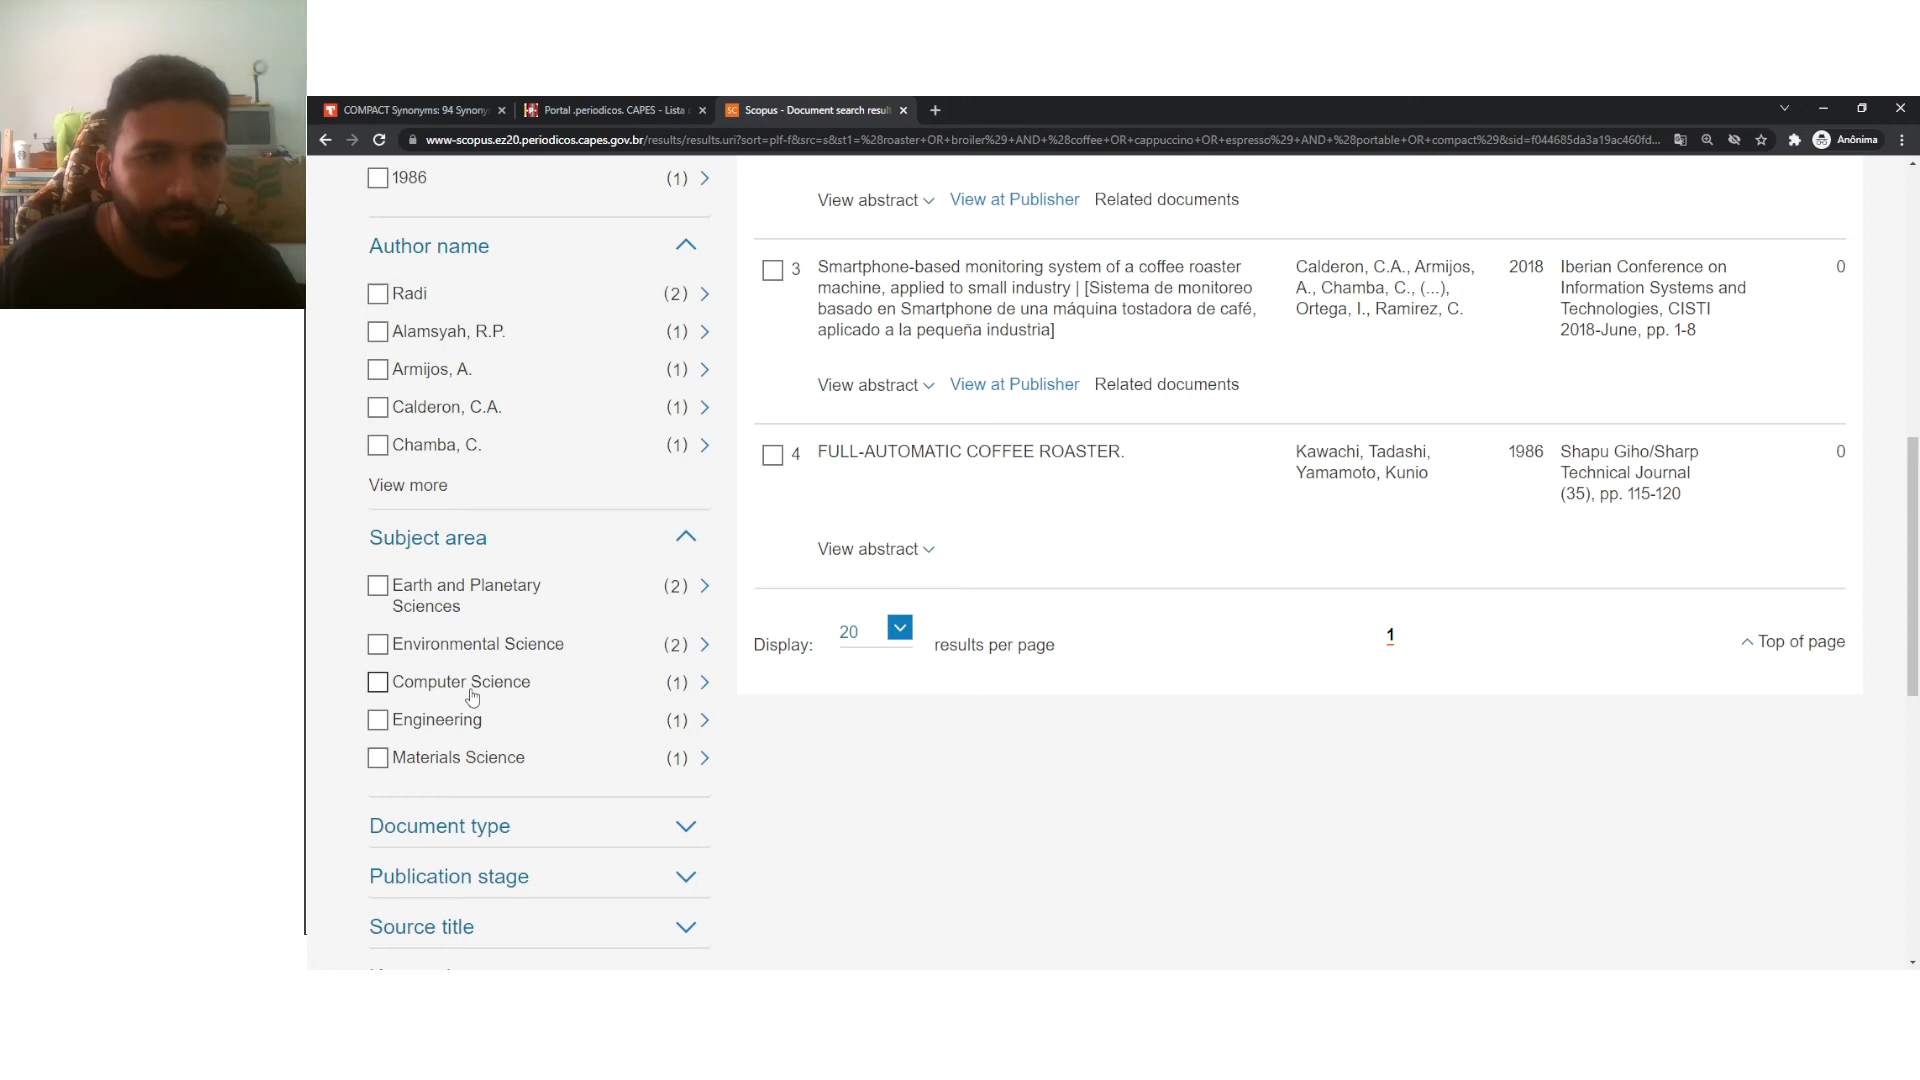 COMPACT Synonyms: 94 Synony
Portal .periodicos. CAPES - Lista
Scopus - Document search resul
www-scopus.ez20.periodicos.capes.gov.br/results/results.uri?sort=plf-f&src=s&st1=%28roaster+OR+broiler%29+AND+%28coffee+OR+cappuccino+OR+espresso%29+AND+%28portable+OR+compact%29&sid=f044685da3a19ac460fd...
Anônima
1986 (1)
Author name
Radi (2)
Alamsyah, R.P. (1)
Armijos, A. (1)
Calderon, C.A. (1)
Chamba, C. (1)
View more
Subject area
Earth and Planetary
Sciences (2)
Environmental Science (2)
Computer Science (1)
Engineering (1)
Materials Science (1)
Document type
Publication stage
Source title
View abstract View at Publisher Related documents
3 Smartphone-based monitoring system of a coffee roaster
machine, applied to small industry | [Sistema de monitoreo
basado en Smartphone de una máquina tostadora de café,
aplicado a la pequeña industria]
Calderon, C.A., Armijos,
A., Chamba, C., (...),
Ortega, I., Ramirez, C.
2018
Iberian Conference on
Information Systems and
Technologies, CISTI
2018-June, pp. 1-8
0
View abstract View at Publisher Related documents
4 FULL-AUTOMATIC COFFEE ROASTER.
Kawachi, Tadashi,
Yamamoto, Kunio
1986
Shapu Giho/Sharp
Technical Journal
(35), pp. 115-120
0
View abstract
Display: 20 results per page
1
Top of page